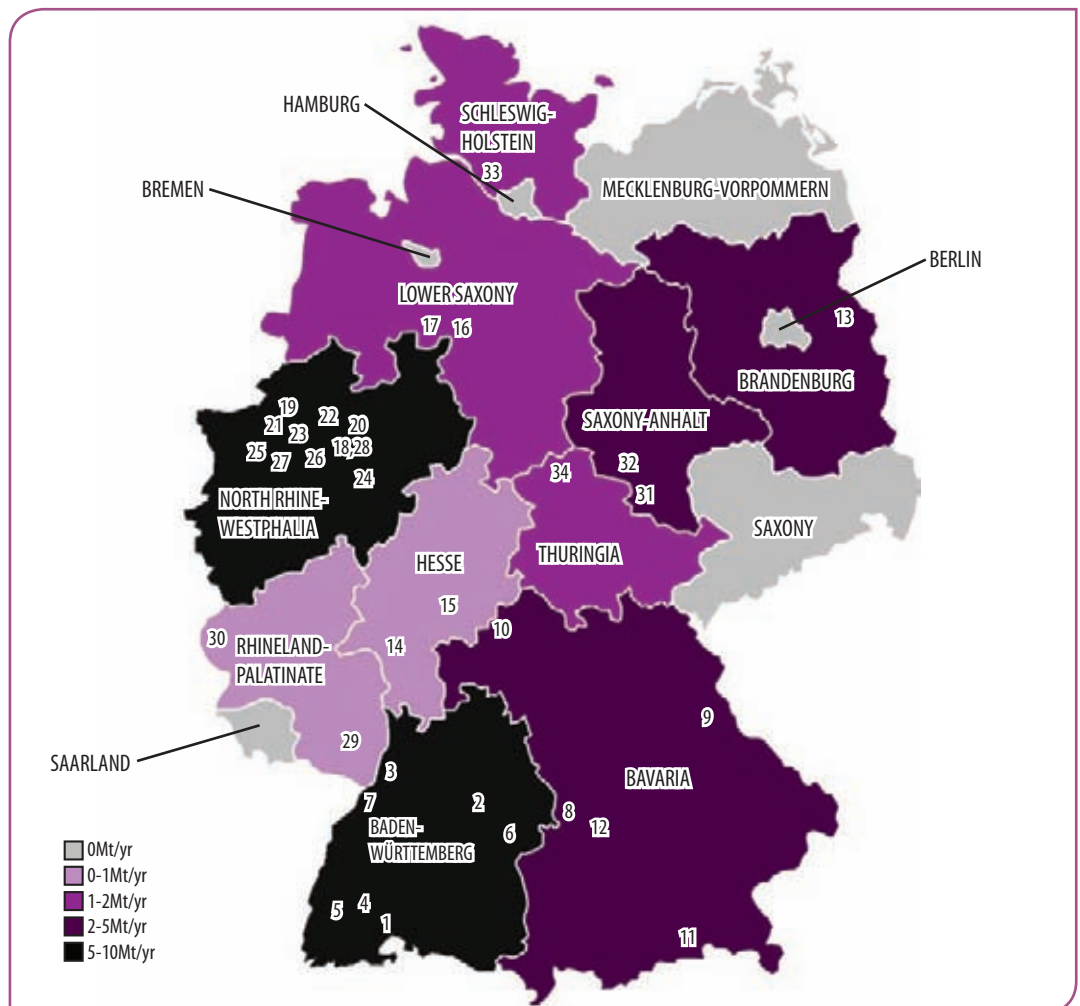 HAMBURG
SCHLESWIG-
HOLSTEIN
33
MECKLENBURG-VORPOMMERN
BREMEN
BERLIN
LOWER SAXONY
17
16
13
BRANDENBURG
19
22
21
23
20
SAXONY-ANHALT
25
27
26
18,28
24
32
34
31
NORTH RHINE-
WESTPHALIA
SAXONY
HESSE
THURINGIA
15
10
30
14
RHINELAND-
PALATINATE
9
29
SAARLAND
3
BAVARIA
7
2
8
12
6
BADEN-
WÜRTTEMBERG
5
4
1
11
0Mt/yr
0-1Mt/yr
1-2Mt/yr
2-5Mt/yr
5-10Mt/yr